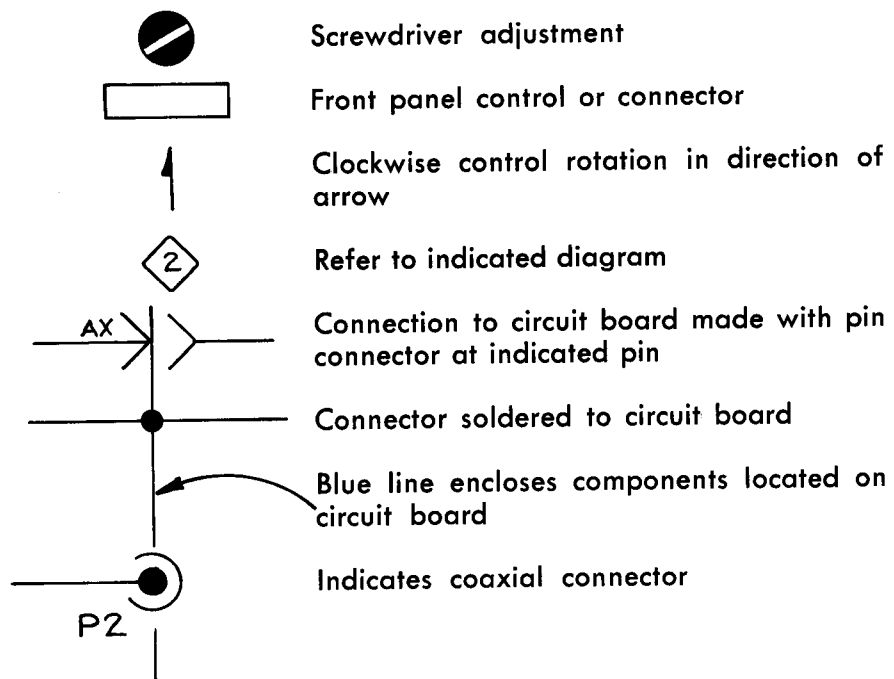 Screwdriver adjustment
Front panel control or connector
Clockwise control rotation in direction of
arrow
2
Refer to indicated diagram
AX
Connection to circuit board made with pin
connector at indicated pin
Connector soldered to circuit board
Blue line encloses components located on
circuit board
Indicates coaxial connector
P2